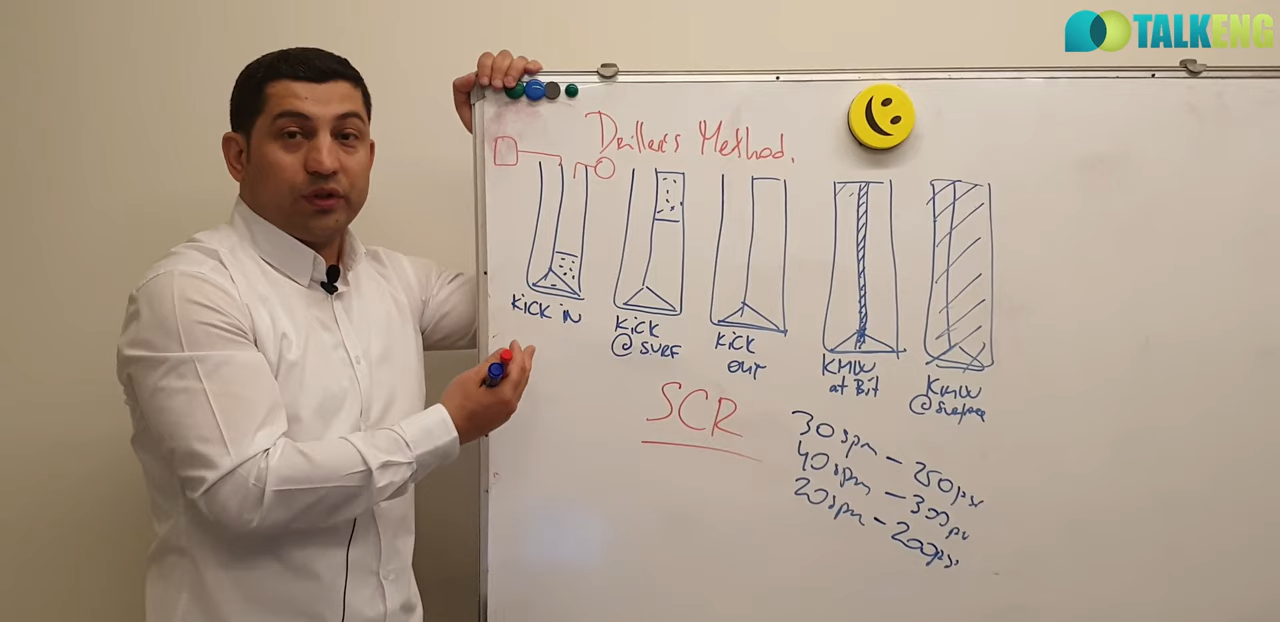 TALKENG
Driller's Method.
KICK IN
KICK
@ SURF
KICK
OUT
KMW
at Bit
KMW
@ surface
SCR
30 spm - 250 psi
40 spm - 300 psi
20 spm - 200 psi